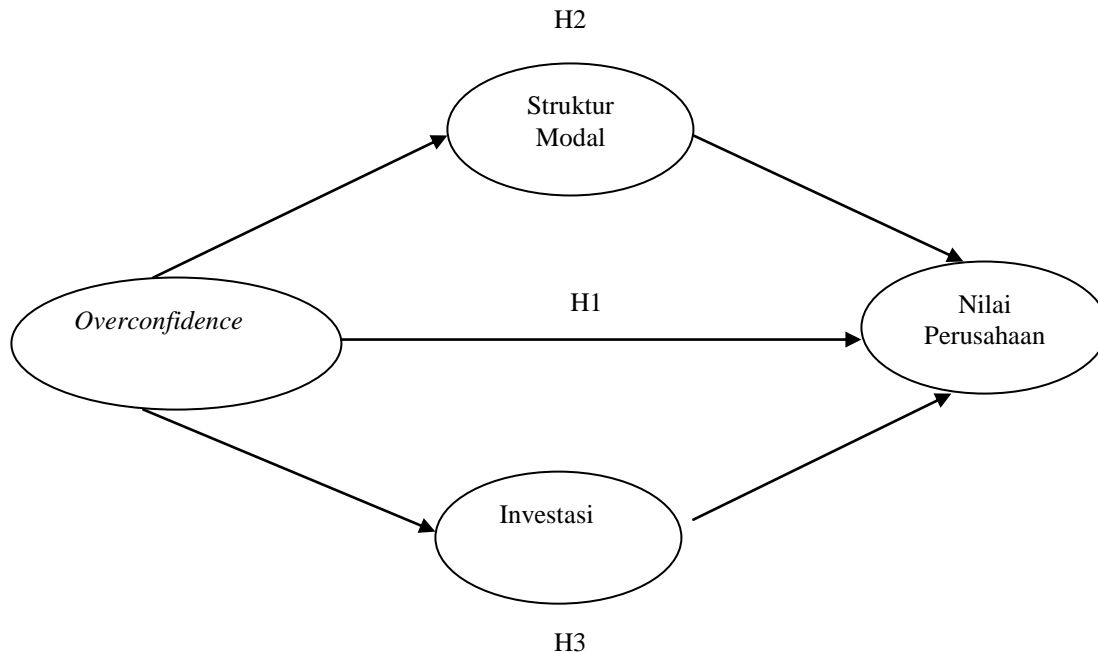 H2
Struktur
Modal
Overconfidence
H1
Nilai
Perusahaan
Investasi
H3